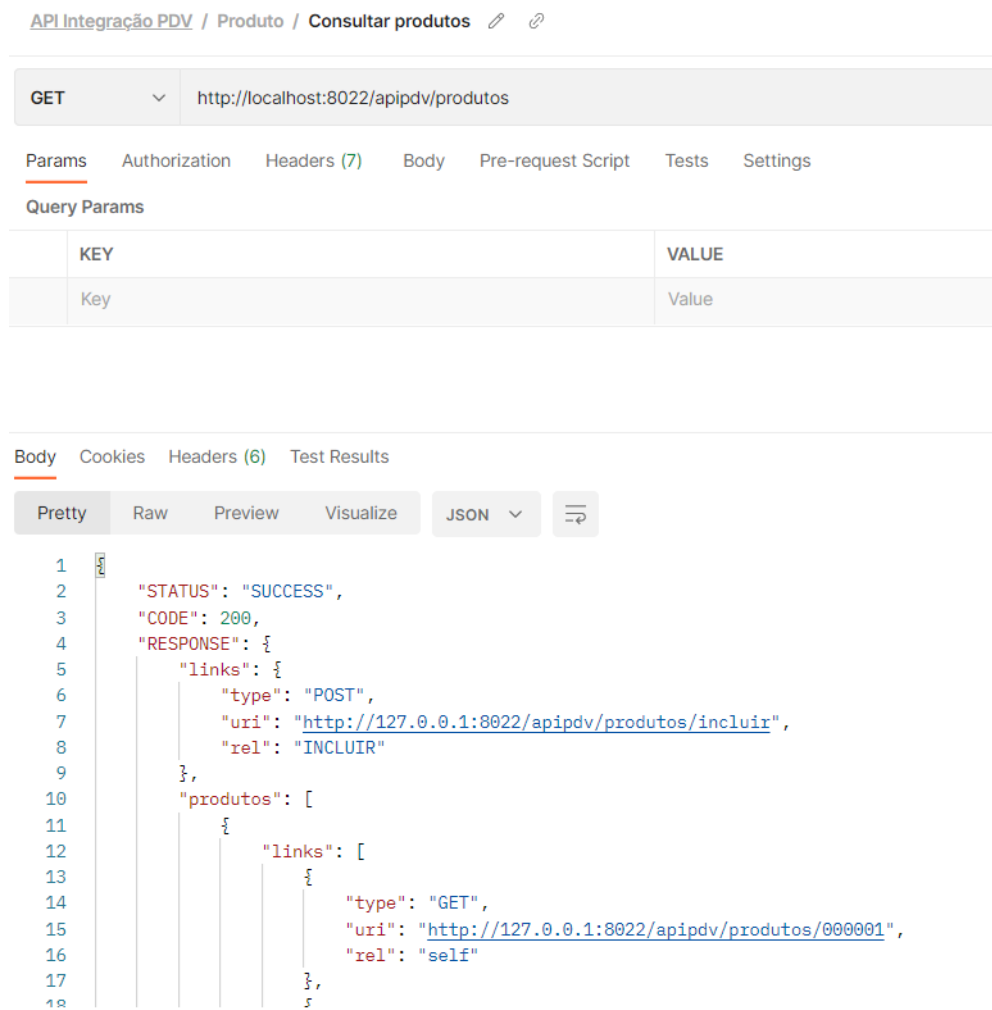 API Integração PDV / Produto / Consultar produtos
GET http://localhost:8022/apipdv/produtos
Params Authorization Headers (7) Body Pre-request Script Tests Settings
Query Params
KEY VALUE
Key Value
Body Cookies Headers (6) Test Results
Pretty Raw Preview Visualize JSON
1 {
2 "STATUS": "SUCCESS",
3 "CODE": 200,
4 "RESPONSE": {
5 "links": {
6 "type": "POST",
7 "uri": "http://127.0.0.1:8022/apipdv/produtos/incluir",
8 "rel": "INCLUIR"
9 },
10 "produtos": [
11 {
12 "links": [
13 {
14 "type": "GET",
15 "uri": "http://127.0.0.1:8022/apipdv/produtos/000001",
16 "rel": "self"
17 },
18 {